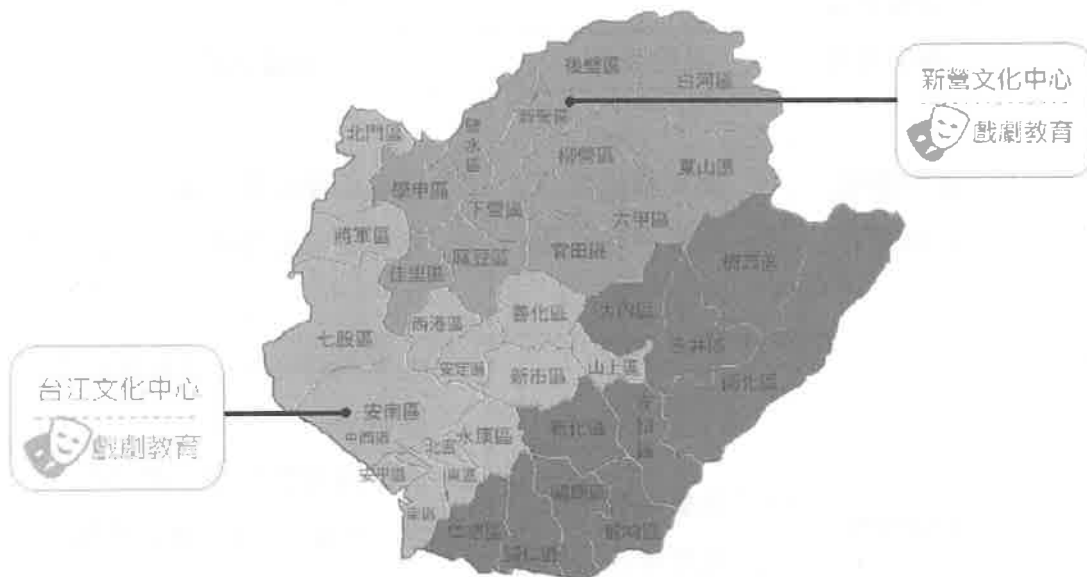 新營文化中心
戲劇教育
後壁區
白河區
新營區
鹽水區
北門區
柳營區
東山區
學甲區
下營區
六甲區
將軍區
官田區
麻豆區
佳里區
楠西區
善化區
大內區
西港區
七股區
玉井區
安定區
新市區
山上區
南化區
台江文化中心
戲劇教育
安南區
永康區
新化區
左鎮區
中西區
北區
安平區
東區
南區
關廟區
仁德區
歸仁區
龍崎區